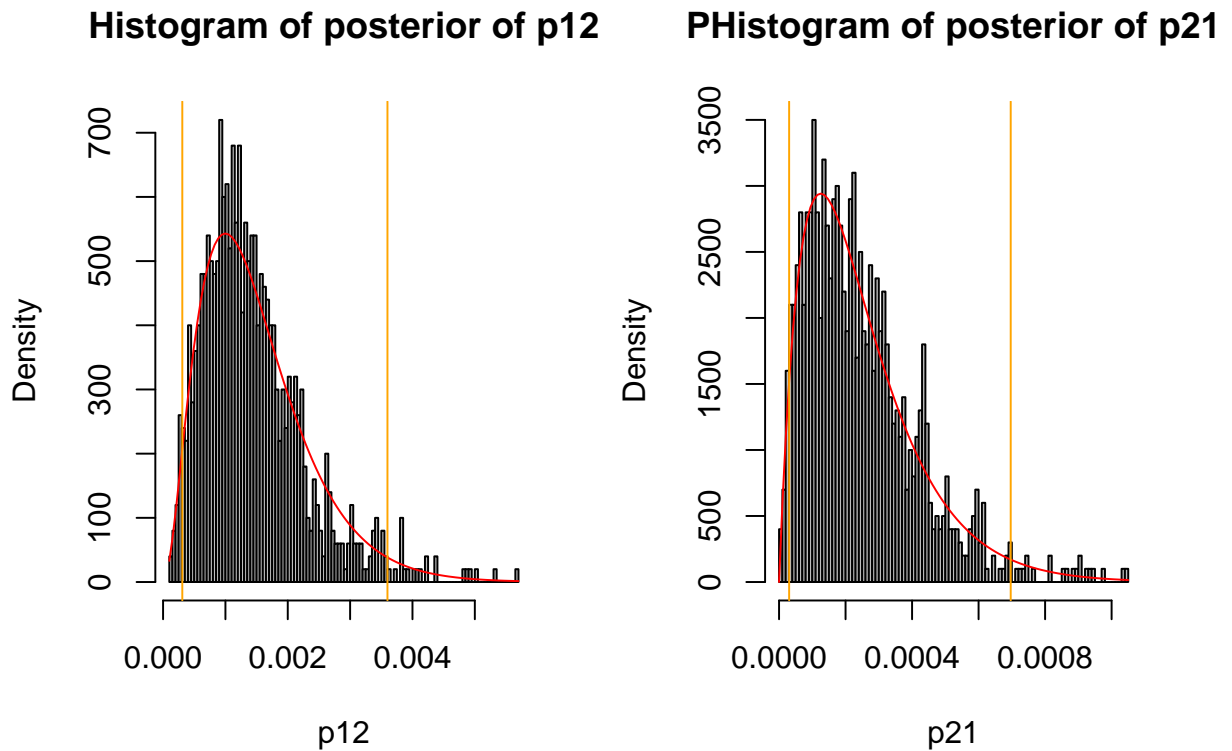 Histogram of posterior of p12
Density
700
500
300
100
0
0.000 0.002 0.004
p12
PHistogram of posterior of p21
Density
3500
2500
1500
500
0
0.0000 0.0004 0.0008
p21